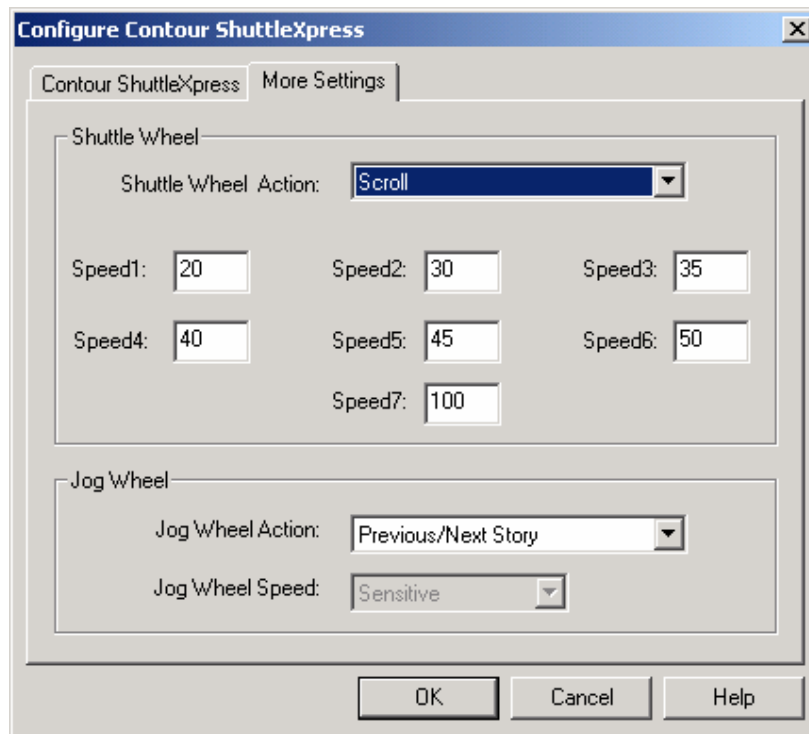 Configure Contour ShuttleXpress
Contour ShuttleXpress More Settings
Shuttle Wheel
Shuttle Wheel Action: Scroll
Speed1: 20 Speed2: 30 Speed3: 35
Speed4: 40 Speed5: 45 Speed6: 50
Speed7: 100
Jog Wheel
Jog Wheel Action: Previous/Next Story
Jog Wheel Speed: Sensitive
OK Cancel Help